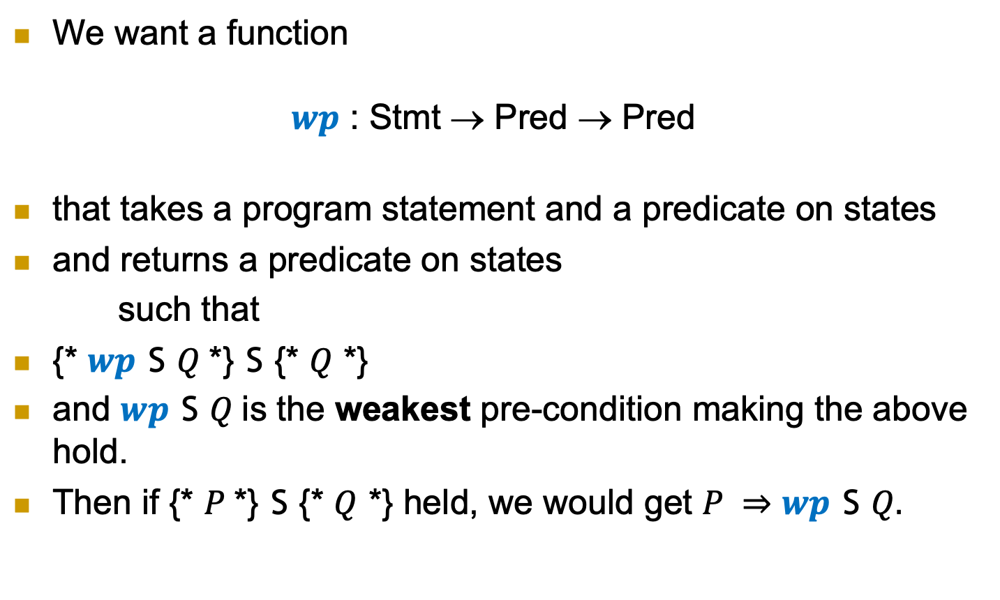 We want a function
wp : Stmt → Pred → Pred
that takes a program statement and a predicate on states
and returns a predicate on states
such that
{* wp S Q *} S {* Q *}
and wp S Q is the weakest pre-condition making the above
hold.
Then if {* P *} S {* Q *} held, we would get P ⇒ wp S Q.